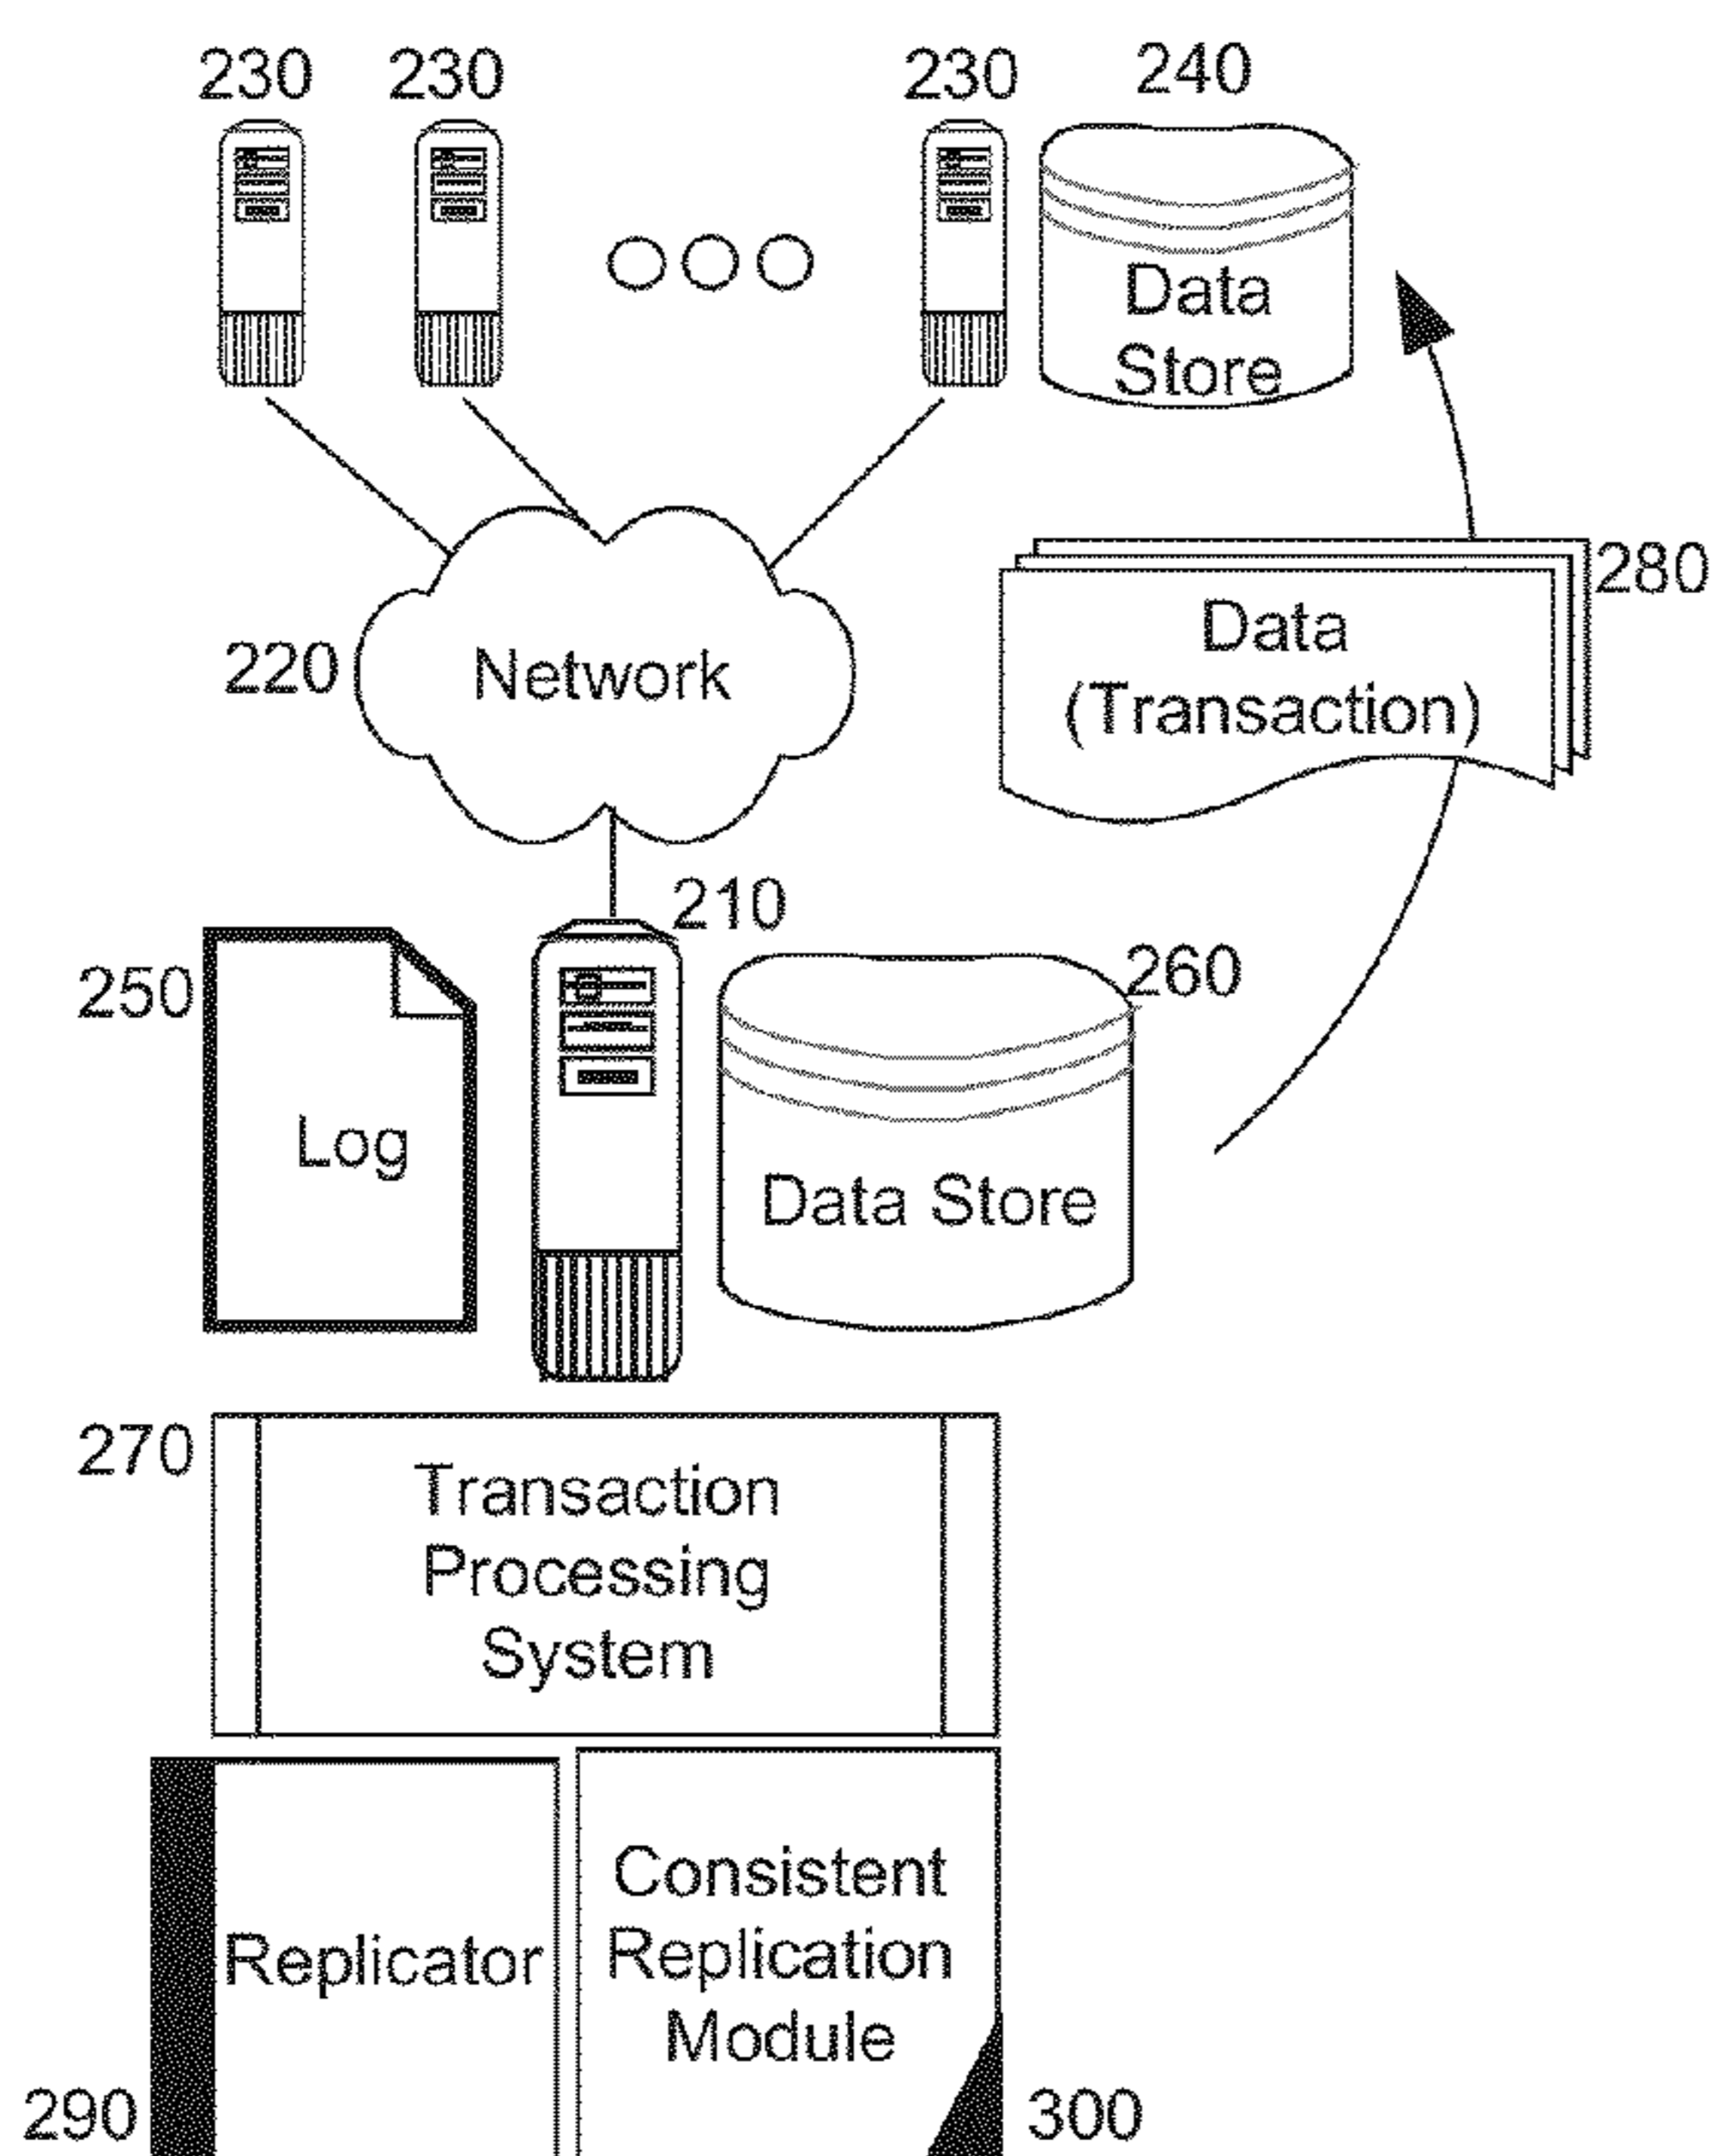 230 230 230 240
Data
Store
280
Data
(Transaction)
220
Network
210
250
260
Log
Data Store
270
Transaction
Processing
System
Replicator
Consistent
Replication
Module
290
300